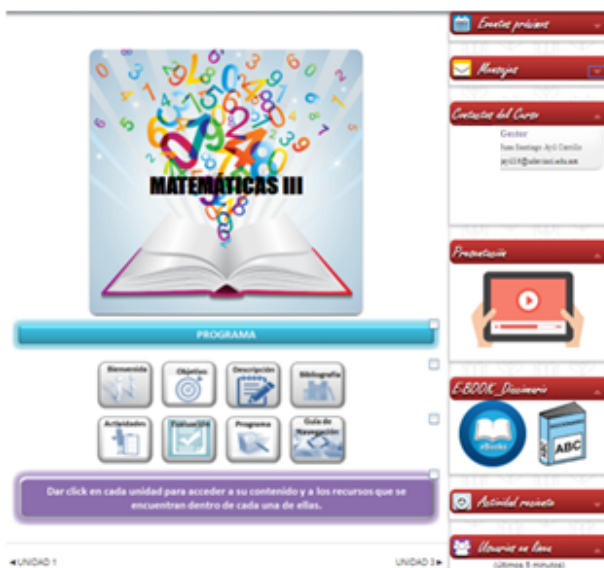 MATEMÁTICAS III
PROGRAMA
Bienvenida
Objetivo
Descripción
Bibliografía
Actividades
Evaluación
Programa
Guía de
Navegación
Dar click en cada unidad para acceder a su contenido y a los recursos que se
encuentran dentro de cada una de ellas.
◄UNIDAD 1
UNIDAD 3►
Eventos próximos
Mensajes
Contactos del Curso
Gestor
Presentación
E-BOOK_Diccionario
eBooks
ABC
Actividad reciente
Usuarios en línea
(últimos 5 minutos)